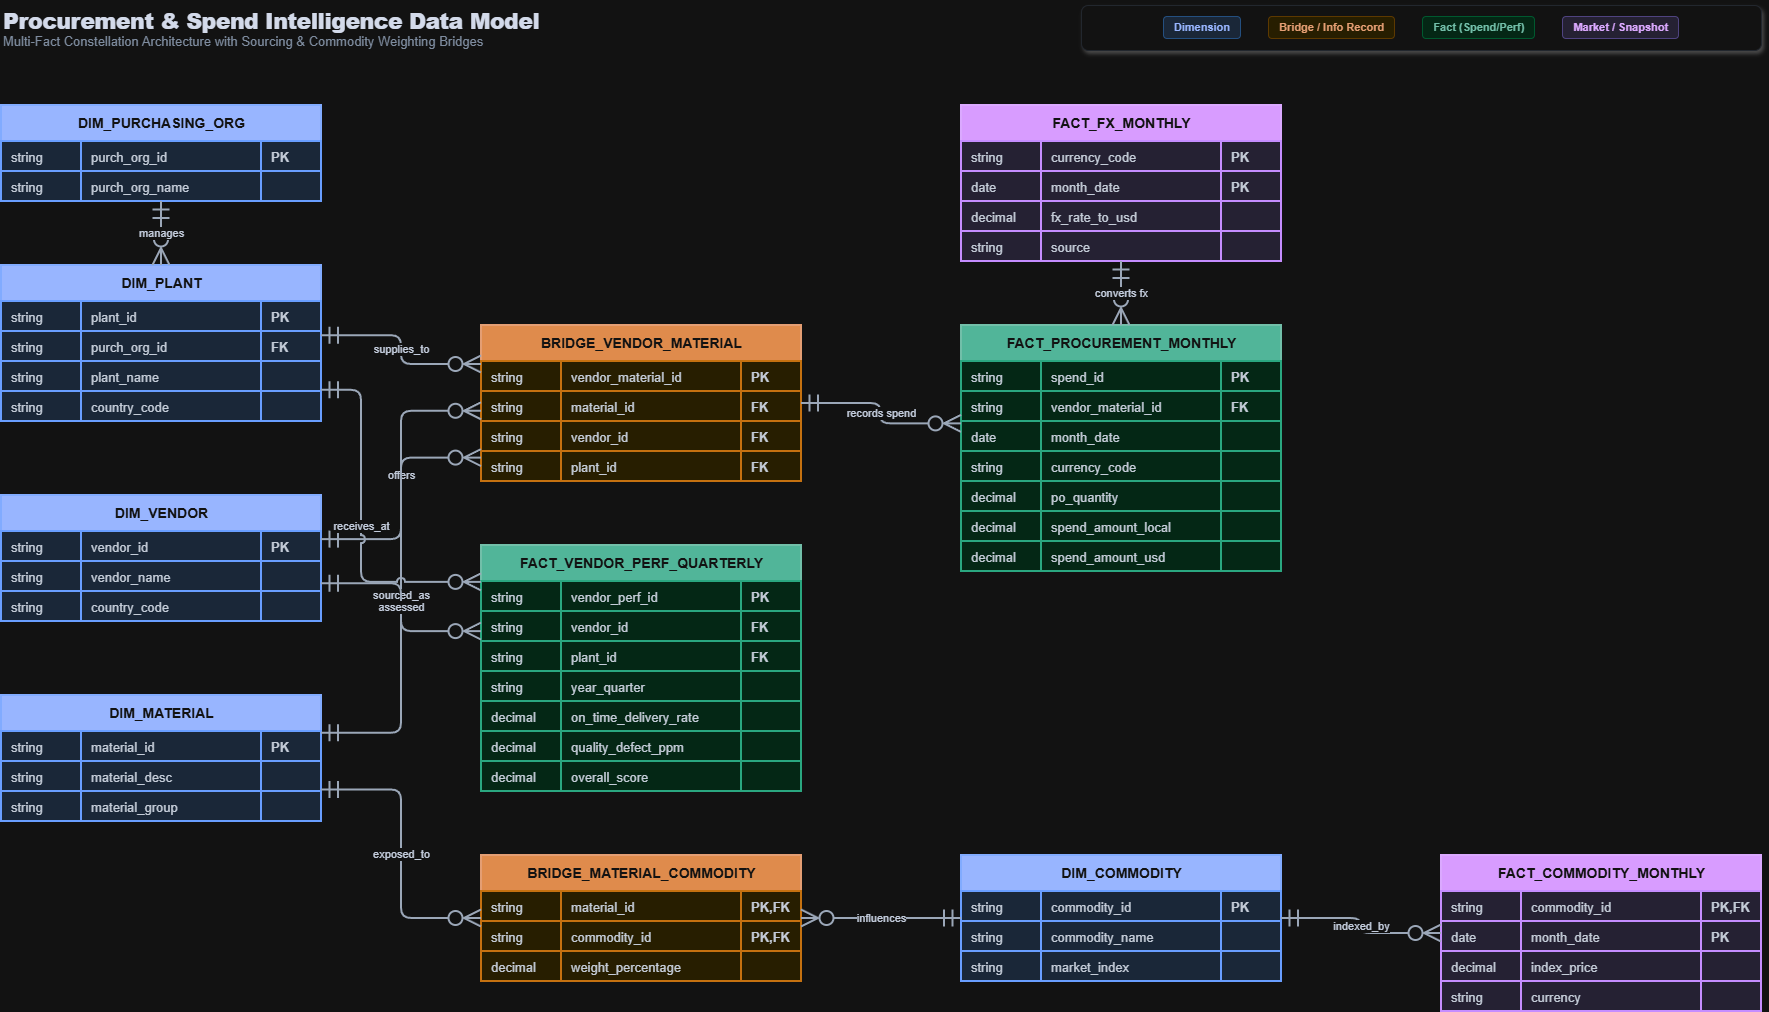 Procurement & Spend Intelligence Data Model
Multi-Fact Constellation Architecture with Sourcing & Commodity Weighting Bridges
Dimension
Bridge / Info Record
Fact (Spend/Perf)
Market / Snapshot
DIM_PURCHASING_ORG
string purch_org_id PK
string purch_org_name
manages
DIM_PLANT
string plant_id PK
string purch_org_id FK
string plant_name
string country_code
supplies_to
offers
receives_at
DIM_VENDOR
string vendor_id PK
string vendor_name
string country_code
sourced_as
assessed
DIM_MATERIAL
string material_id PK
string material_desc
string material_group
exposed_to
BRIDGE_VENDOR_MATERIAL
string vendor_material_id PK
string material_id FK
string vendor_id FK
string plant_id FK
records spend
FACT_VENDOR_PERF_QUARTERLY
string vendor_perf_id PK
string vendor_id FK
string plant_id FK
string year_quarter
decimal on_time_delivery_rate
decimal quality_defect_ppm
decimal overall_score
BRIDGE_MATERIAL_COMMODITY
string material_id PK,FK
string commodity_id PK,FK
decimal weight_percentage
influences
FACT_FX_MONTHLY
string currency_code PK
date month_date PK
decimal fx_rate_to_usd
string source
converts fx
FACT_PROCUREMENT_MONTHLY
string spend_id PK
string vendor_material_id FK
date month_date
string currency_code
decimal po_quantity
decimal spend_amount_local
decimal spend_amount_usd
DIM_COMMODITY
string commodity_id PK
string commodity_name
string market_index
indexed_by
FACT_COMMODITY_MONTHLY
string commodity_id PK,FK
date month_date PK
decimal index_price
string currency